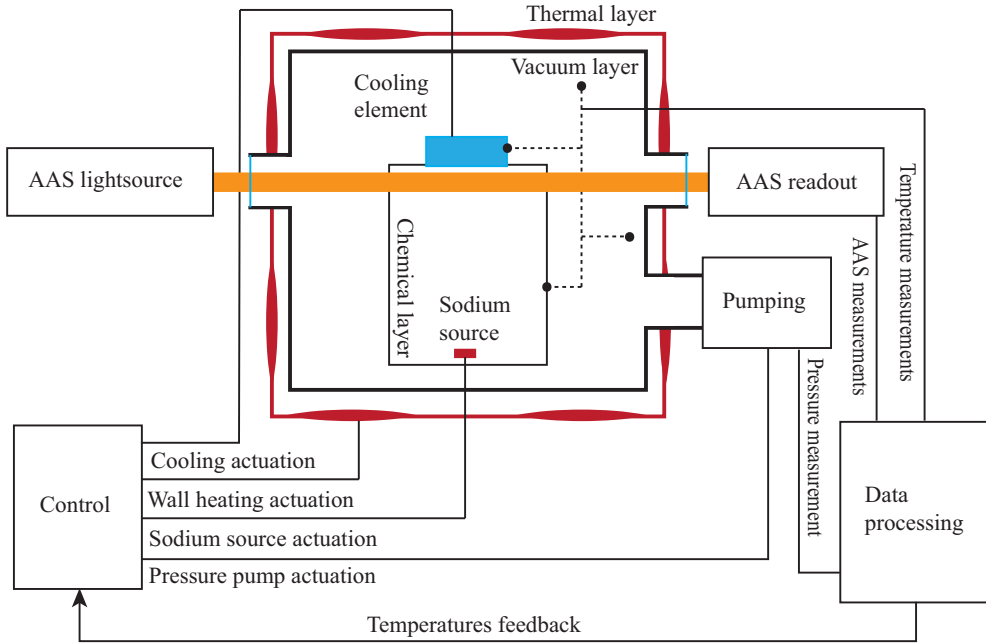 Thermal layer
Vacuum layer
Cooling
element
AAS lightsource
AAS readout
Chemical layer
Sodium
source
Pumping
Temperature measurements
AAS measurements
Pressure measurement
Control
Cooling actuation
Wall heating actuation
Sodium source actuation
Pressure pump actuation
Data
processing
Temperatures feedback